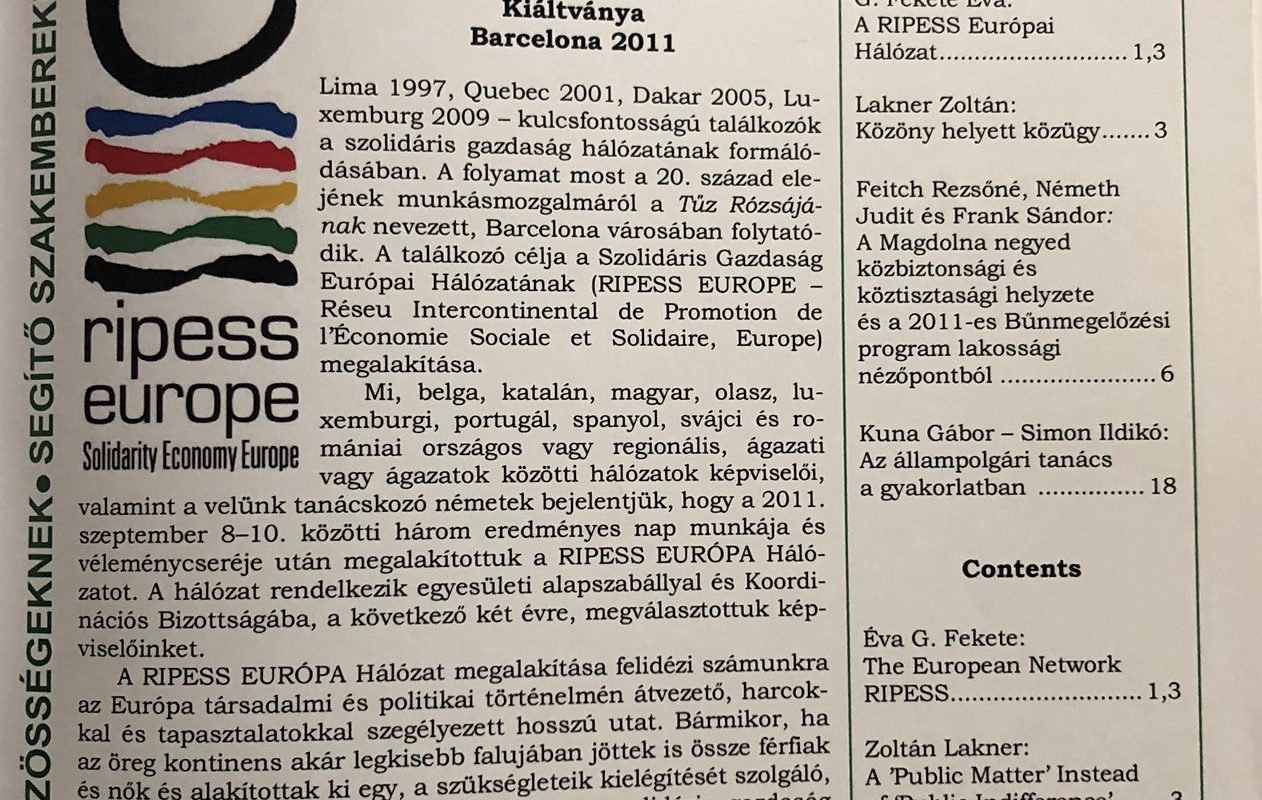 ZÖSSÉGEKNEK • SEGÍTŐ SZAKEMBEREK
ripess
europe
Solidarity Economy Europe
Kiáltványa
Barcelona 2011
Lima 1997, Quebec 2001, Dakar 2005, Lu-
xemburg 2009 – kulcsfontosságú találkozók
a szolidáris gazdaság hálózatának formáló-
dásában. A folyamat most a 20. század ele-
jének munkásmozgalmáról a Tűz Rózsájá-
nak nevezett, Barcelona városában folytató-
dik. A találkozó célja a Szolidáris Gazdaság
Európai Hálózatának (RIPESS EUROPE –
Réseu Intercontinental de Promotion de
l'Économie Sociale et Solidaire, Europe)
megalakítása.
Mi, belga, katalán, magyar, olasz, lu-
xemburgi, portugál, spanyol, svájci és ro-
mániai országos vagy regionális, ágazati
vagy ágazatok közötti hálózatok képviselői,
valamint a velünk tanácskozó németek bejelentjük, hogy a 2011.
szeptember 8–10. közötti három eredményes nap munkája és
véleménycseréje után megalakítottuk a RIPESS EURÓPA Háló-
zatot. A hálózat rendelkezik egyesületi alapszabállyal és Koordi-
nációs Bizottságába, a következő két évre, megválasztottuk kép-
viselőinket.
A RIPESS EURÓPA Hálózat megalakítása felidézi számunkra
az Európa társadalmi és politikai történelmén átvezető, harcok-
kal és tapasztalatokkal szegélyezett hosszú utat. Bármikor, ha
az öreg kontinens akár legkisebb falujában jöttek is össze férfiak
és nők és alakítottak ki egy, a szükségleteik kielégítését szolgáló,
G. Fekete Éva:
A RIPESS Európai
Hálózat............................ 1,3
Lakner Zoltán:
Közöny helyett közügy.......3
Feitch Rezsőné, Németh
Judit és Frank Sándor:
A Magdolna negyed
közbiztonsági és
köztisztasági helyzete
és a 2011-es Bűnmegelőzési
program lakossági
nézőpontból .......................6
Kuna Gábor – Simon Ildikó:
Az állampolgári tanács
a gyakorlatban ................18
Contents
Éva G. Fekete:
The European Network
RIPESS............................1,3
Zoltán Lakner:
A 'Public Matter' Instead